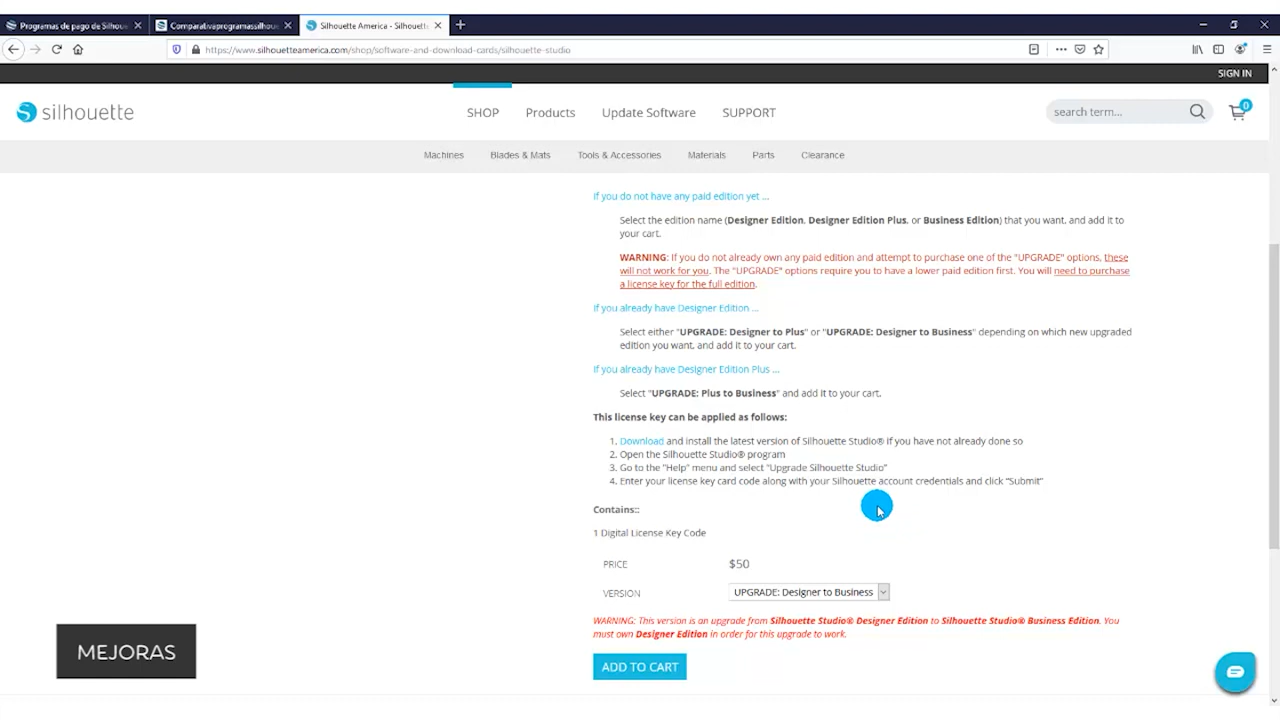 Programas de pago de Silhou
Comparativaprogramassilhou
Silhouette America - Silhouett
https://www.silhouetteamerica.com/shop/software-and-download-cards/silhouette-studio
SIGN IN
silhouette
SHOP
Products
Update Software
SUPPORT
search term...
0
Machines
Blades & Mats
Tools & Accessories
Materials
Parts
Clearance
If you do not have any paid edition yet ...
Select the edition name (Designer Edition, Designer Edition Plus, or Business Edition) that you want, and add it to
your cart.
WARNING: If you do not already own any paid edition and attempt to purchase one of the "UPGRADE" options, these
will not work for you. The "UPGRADE" options require you to have a lower paid edition first. You will need to purchase
a license key for the full edition.
If you already have Designer Edition ...
Select either "UPGRADE: Designer to Plus" or "UPGRADE: Designer to Business" depending on which new upgraded
edition you want, and add it to your cart.
If you already have Designer Edition Plus ...
Select "UPGRADE: Plus to Business" and add it to your cart.
This license key can be applied as follows:
1. Download and install the latest version of Silhouette Studio® if you have not already done so
2. Open the Silhouette Studio® program
3. Go to the "Help" menu and select "Upgrade Silhouette Studio"
4. Enter your license key card code along with your Silhouette account credentials and click "Submit"
Contains::
1 Digital License Key Code
PRICE $50
VERSION UPGRADE: Designer to Business
WARNING: This version is an upgrade from Silhouette Studio® Designer Edition to Silhouette Studio® Business Edition. You
must own Designer Edition in order for this upgrade to work.
MEJORAS
ADD TO CART